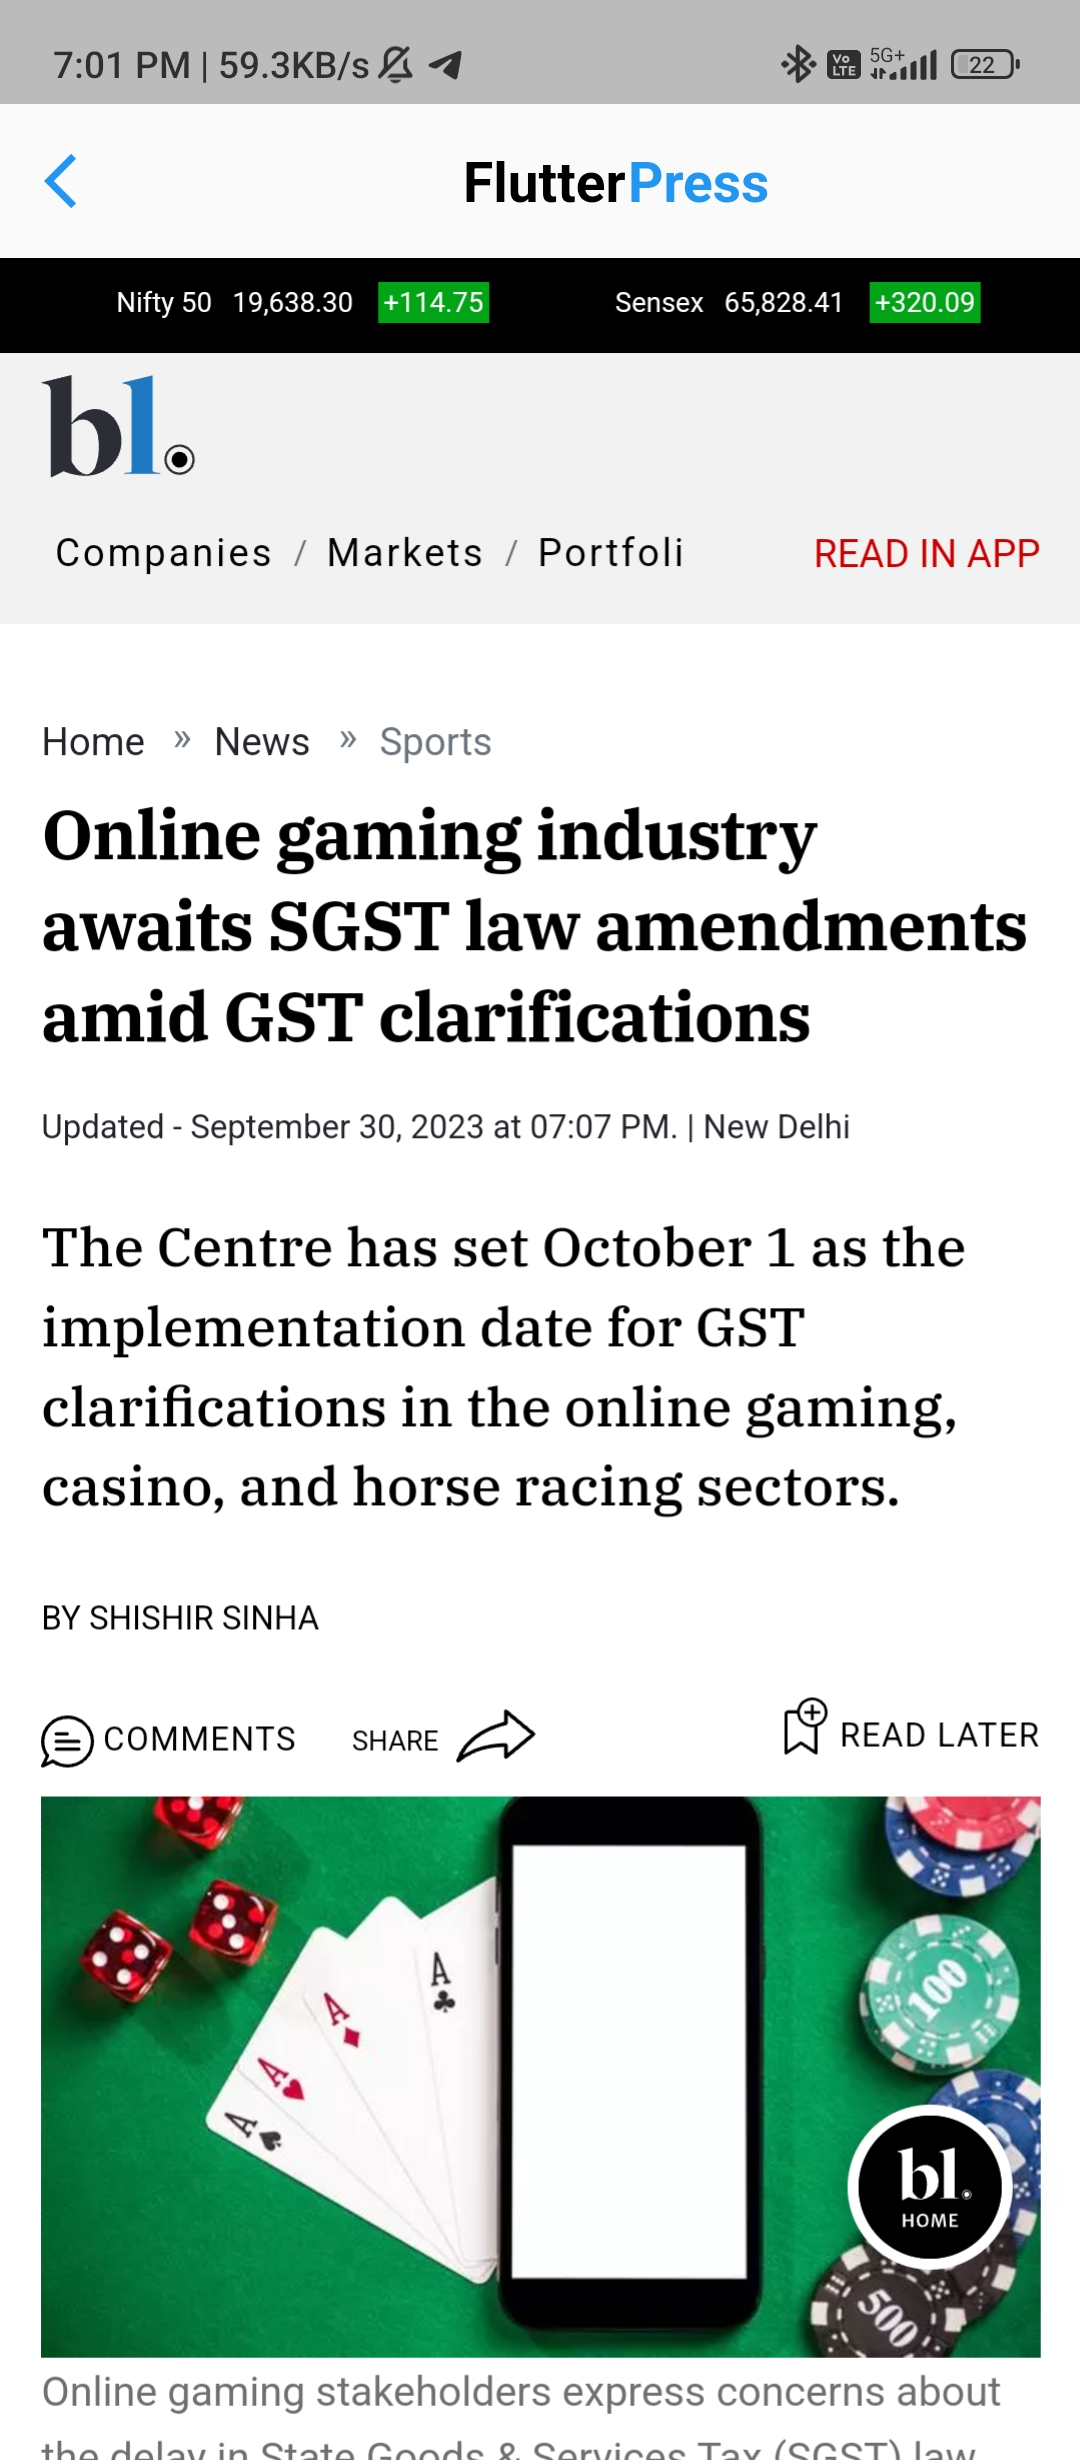 7:01 PM | 59.3KB/s
Vo LTE 5G+ 22
FlutterPress
Nifty 50 19,638.30 +114.75 Sensex 65,828.41 +320.09
bl.
Companies / Markets / Portfoli READ IN APP
Home » News » Sports
Online gaming industry
awaits SGST law amendments
amid GST clarifications
Updated - September 30, 2023 at 07:07 PM. | New Delhi
The Centre has set October 1 as the
implementation date for GST
clarifications in the online gaming,
casino, and horse racing sectors.
BY SHISHIR SINHA
COMMENTS SHARE READ LATER
A
A
A
A
100
bl.
HOME
500
Online gaming stakeholders express concerns about
the delay in State Goods & Services Tax (SGST) law